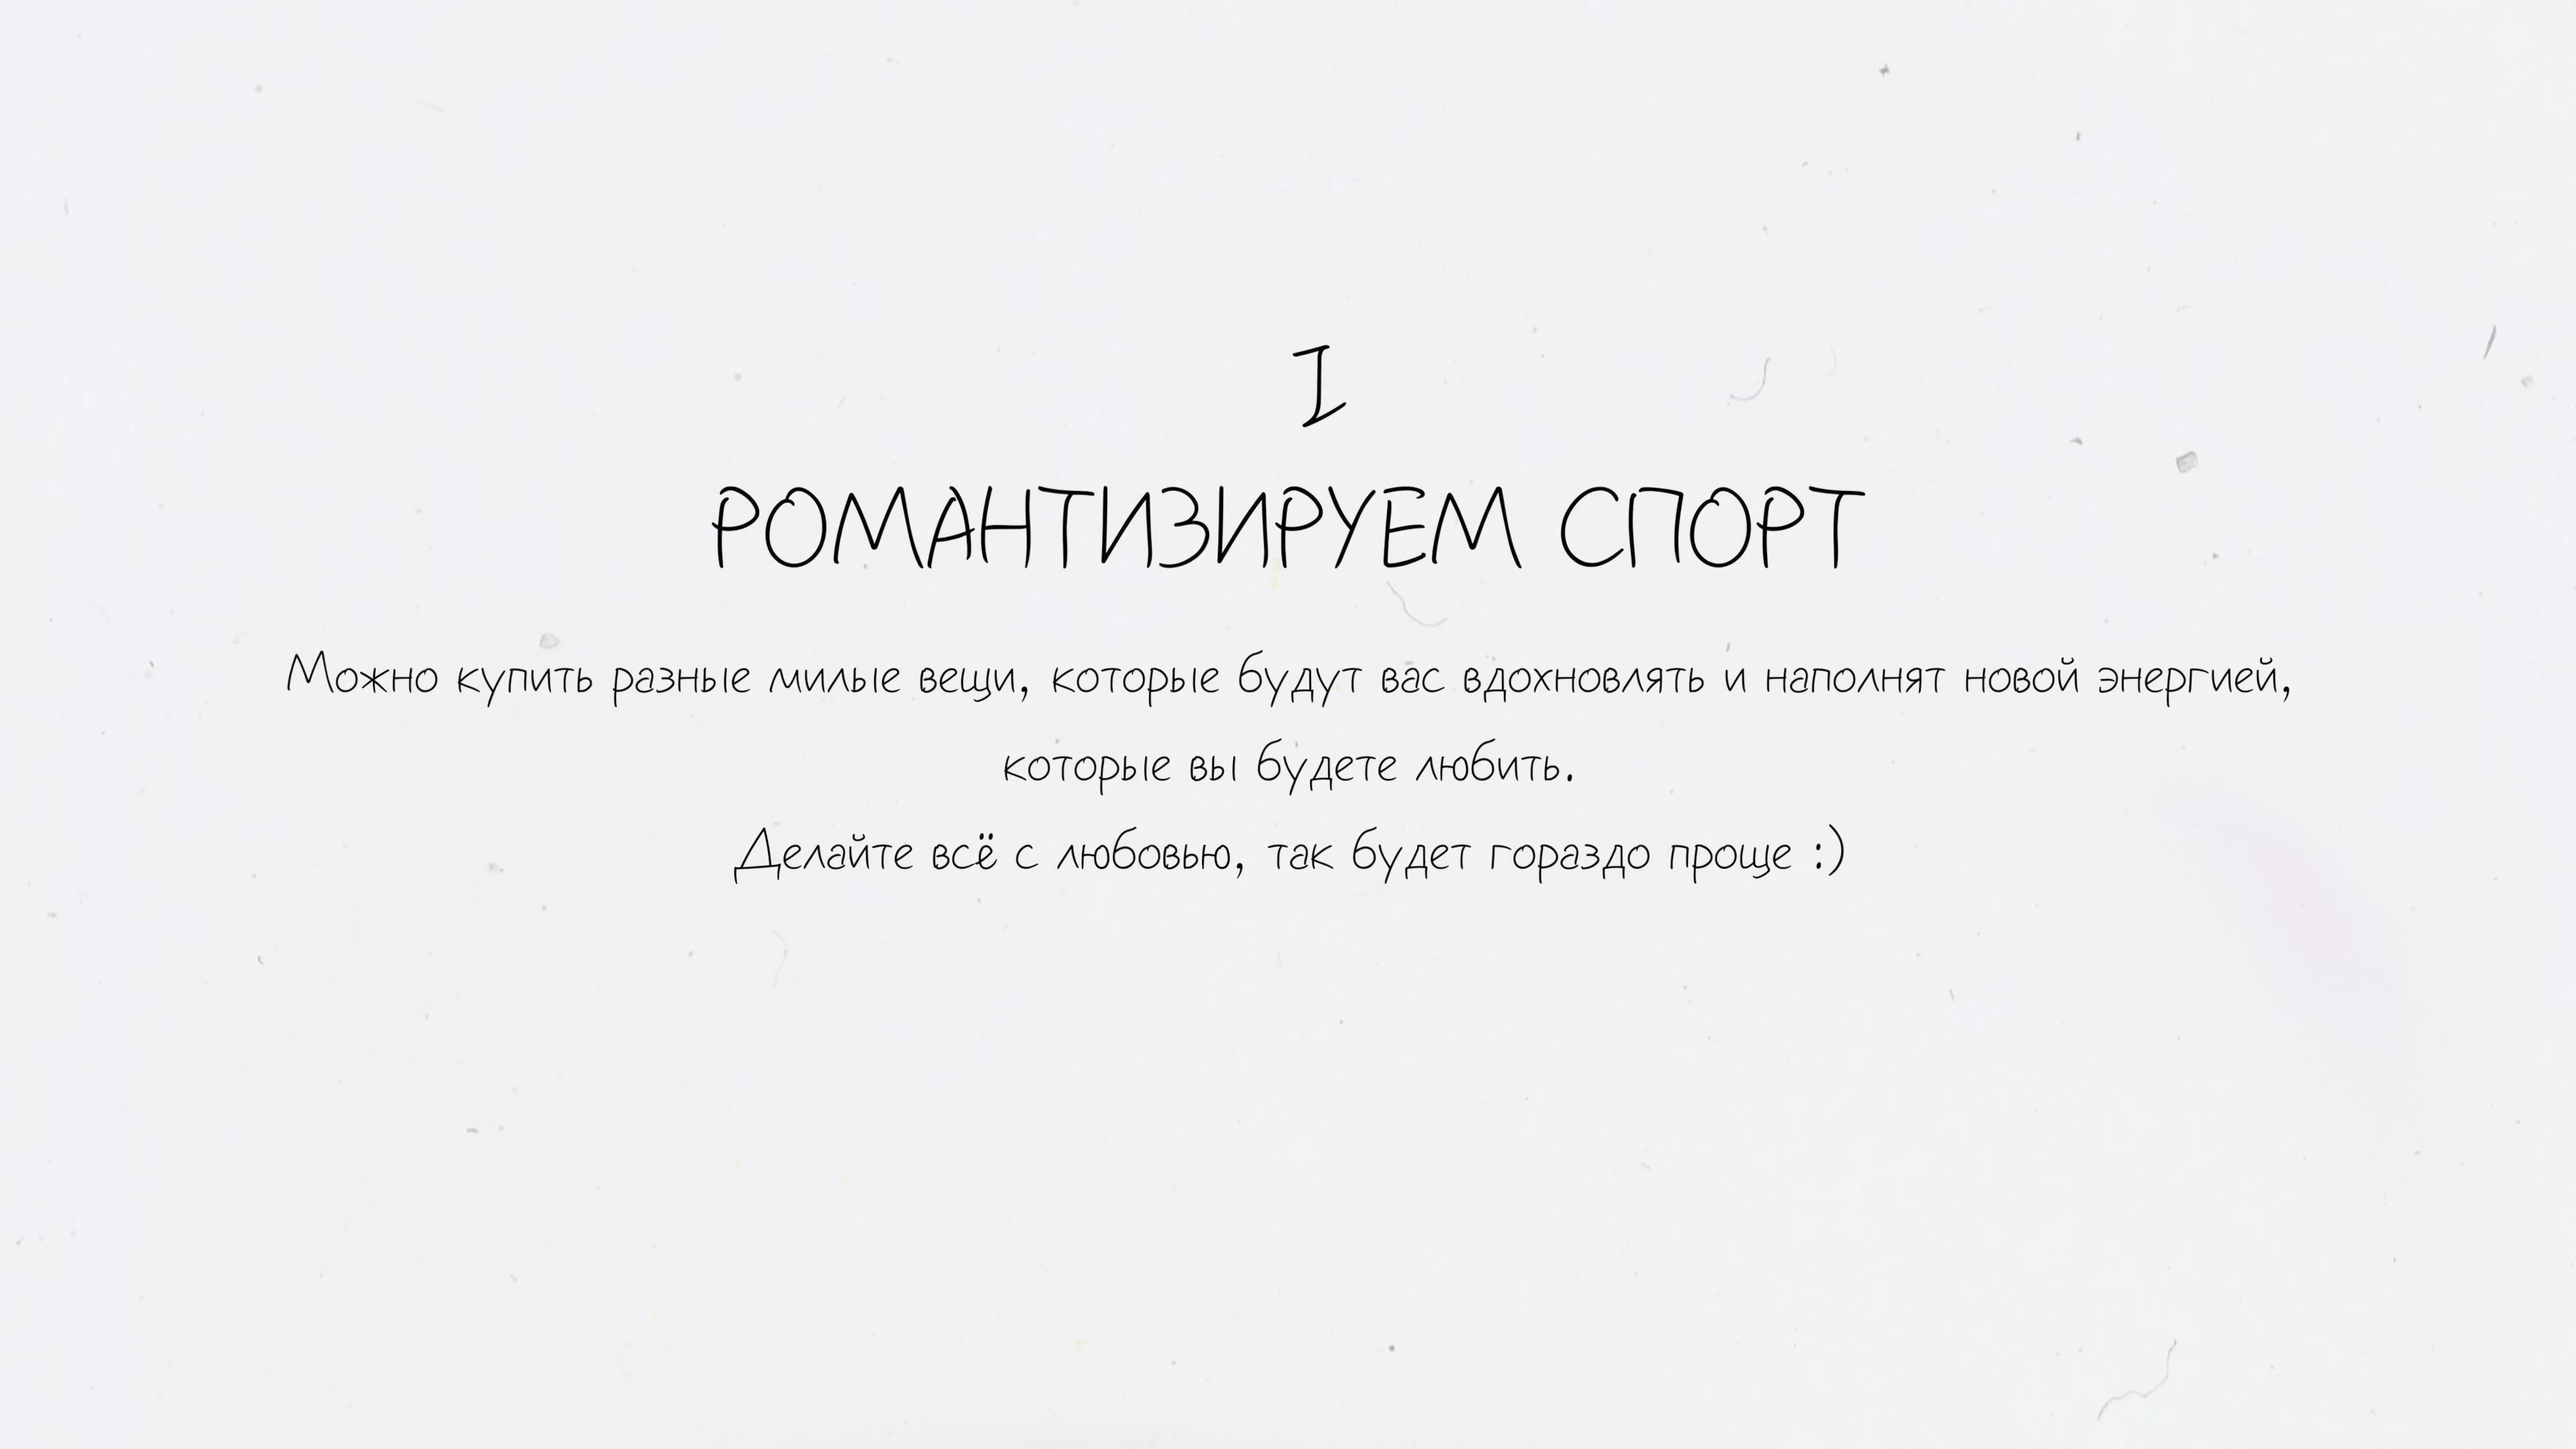 I
РОМАНТИЗИРУЕМ СПОРТ
Можно купить разные милые вещи, которые будут вас вдохновлять и наполнят новой энергией,
которые вы будете любить.
Делайте всё с любовью, так будет гораздо проще :)